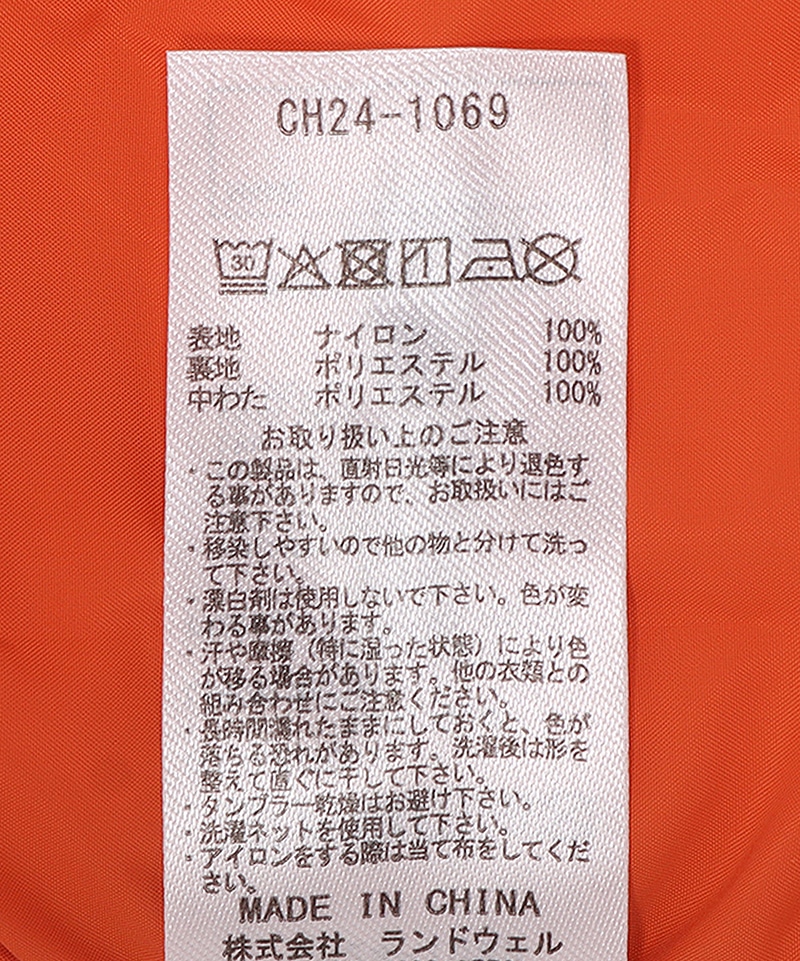 CH24-1069
30
表地 ナイロン 100%
裏地 ポリエステル 100%
中わた ポリエステル 100%
お取り扱い上のご注意
・この製品は、直射日光等により退色す
る事がありますので、お取扱いにはご
注意下さい。
・移染しやすいので他の物と分けて洗っ
て下さい。
・漂白剤は使用しないで下さい。色が変
わる事があります。
・汗や摩擦（特に湿った状態）により色
が移る場合があります。他の衣類との
組み合わせにご注意ください。
・長時間濡れたままにしておくと、色が
落ちる恐れがあります。洗濯後は形を
整えて直ぐに干して下さい。
・タンブラー乾燥はお避け下さい。
・洗濯ネットを使用して下さい。
・アイロンをする際は当て布をしてくだ
さい。
MADE IN CHINA
株式会社 ランドウェル